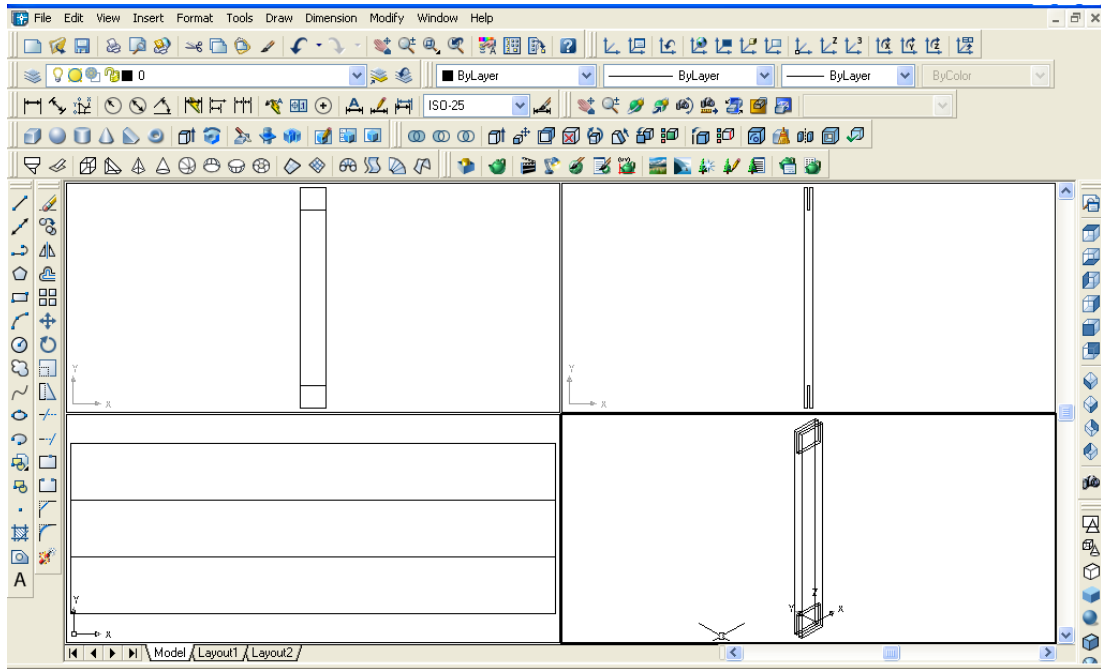 File Edit View Insert Format Tools Draw Dimension Modify Window Help
0 ByLayer ByLayer ByLayer ByColor
ISO-25
Y
X
Y
X
Y
X
Y Z X
A
Model Layout1 Layout2